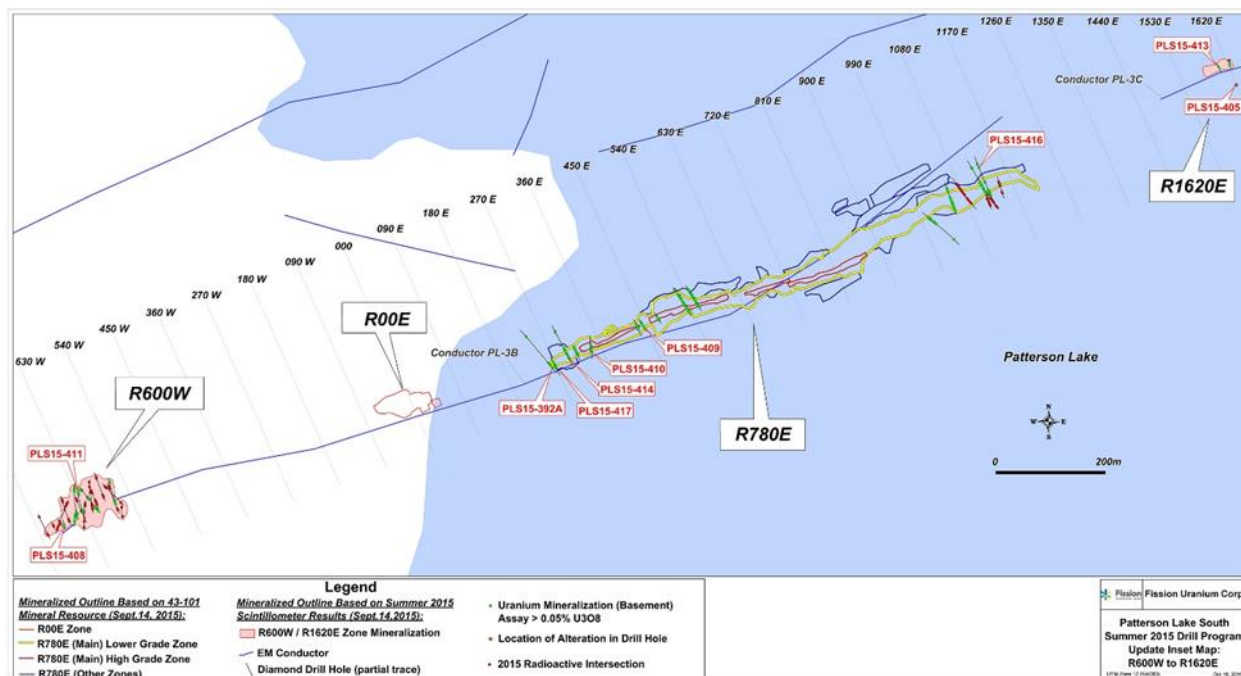 1260 E
1350 E
1440 E
1530 E
1620 E
1170 E
1080 E
990 E
900 E
810 E
720 E
630 E
540 E
450 E
360 E
270 E
180 E
090 E
000
090 W
180 W
270 W
360 W
450 W
540 W
630 W
PLS15-413
Conductor PL-3C
PLS15-405
R1620E
PLS15-416
R00E
R600W
Conductor PL-3B
PLS15-409
PLS15-410
PLS15-414
PLS15-392A
PLS15-417
R780E
Patterson Lake
N
W E
S
0 200m
PLS15-411
PLS15-408
Legend
Mineralized Outline Based on 43-101
Mineral Resource (Sept.14, 2015):
R00E Zone
R780E (Main) Lower Grade Zone
R780E (Main) High Grade Zone
R780E (Other Zones)
Mineralized Outline Based on Summer 2015
Scintillometer Results (Sept.14,2015):
R600W / R1620E Zone Mineralization
EM Conductor
Diamond Drill Hole (partial trace)
Uranium Mineralization (Basement)
Assay > 0.05% U3O8
Location of Alteration in Drill Hole
2015 Radioactive Intersection
Fission Fission Uranium Corp
Patterson Lake South
Summer 2015 Drill Program
Update Inset Map:
R600W to R1620E